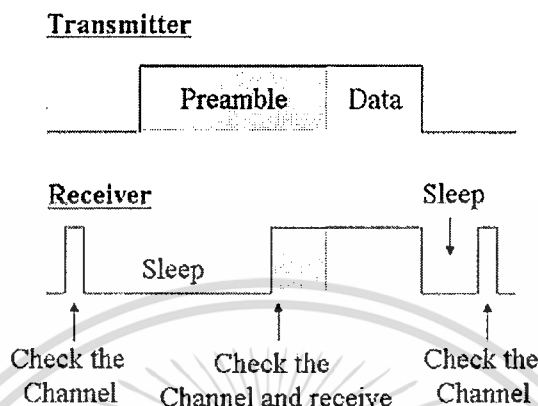 Transmitter
Preamble Data
Receiver
Sleep
Sleep
Check the Channel
Check the Channel and receive
Check the Channel